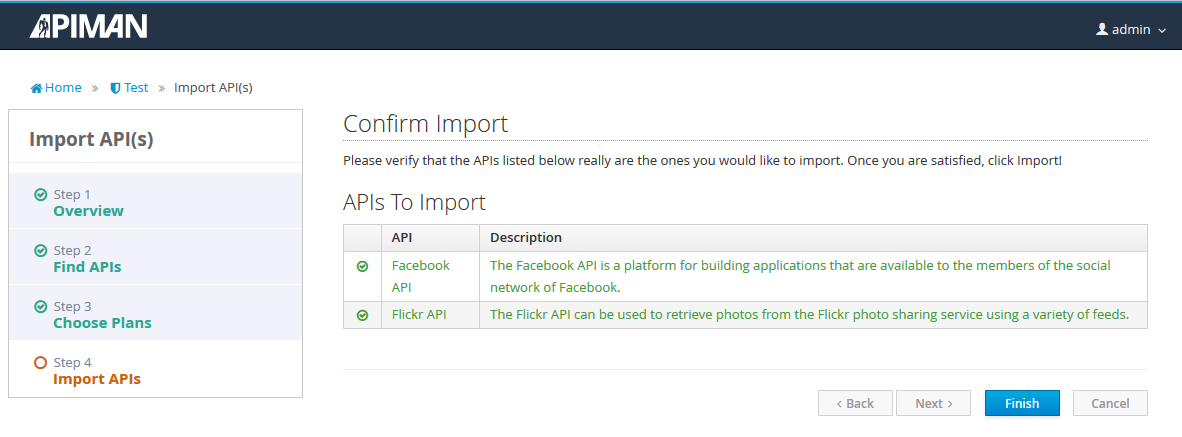 APIMAN
admin
Home » Test » Import API(s)
Import API(s)
Step 1
Overview
Step 2
Find APIs
Step 3
Choose Plans
Step 4
Import APIs
Confirm Import
Please verify that the APIs listed below really are the ones you would like to import. Once you are satisfied, click Import!
APIs To Import
API Description
Facebook API
The Facebook API is a platform for building applications that are available to the members of the social
network of Facebook.
Flickr API The Flickr API can be used to retrieve photos from the Flickr photo sharing service using a variety of feeds.
‹ Back Next › Finish Cancel